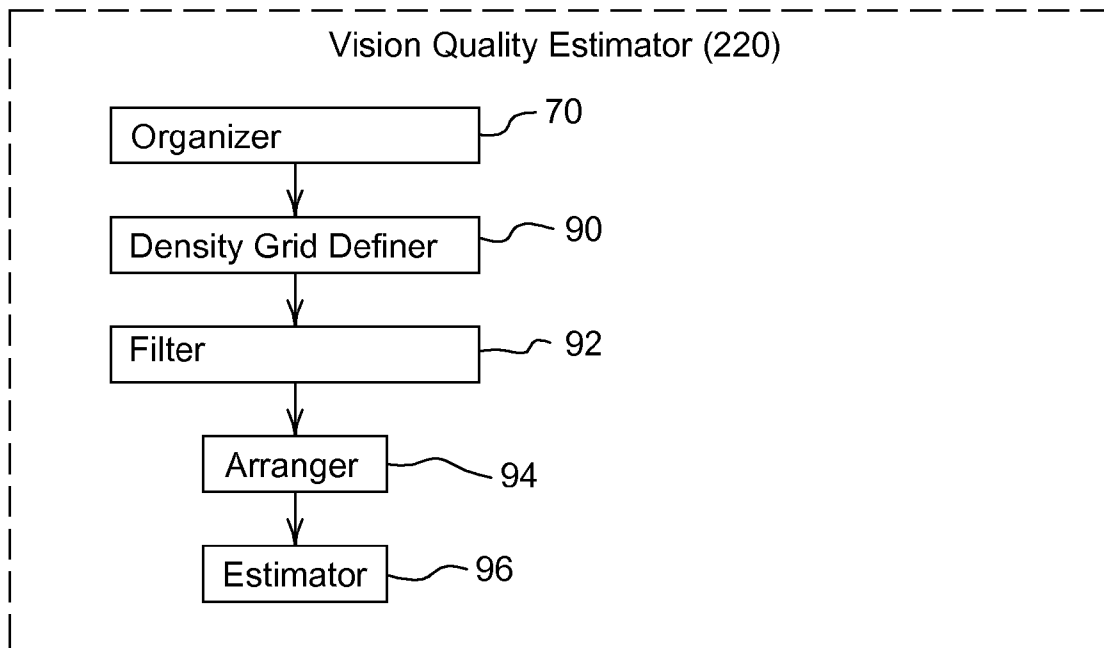 Vision Quality Estimator (220)
Organizer
70
Density Grid Definer
90
Filter
92
Arranger
94
Estimator
96